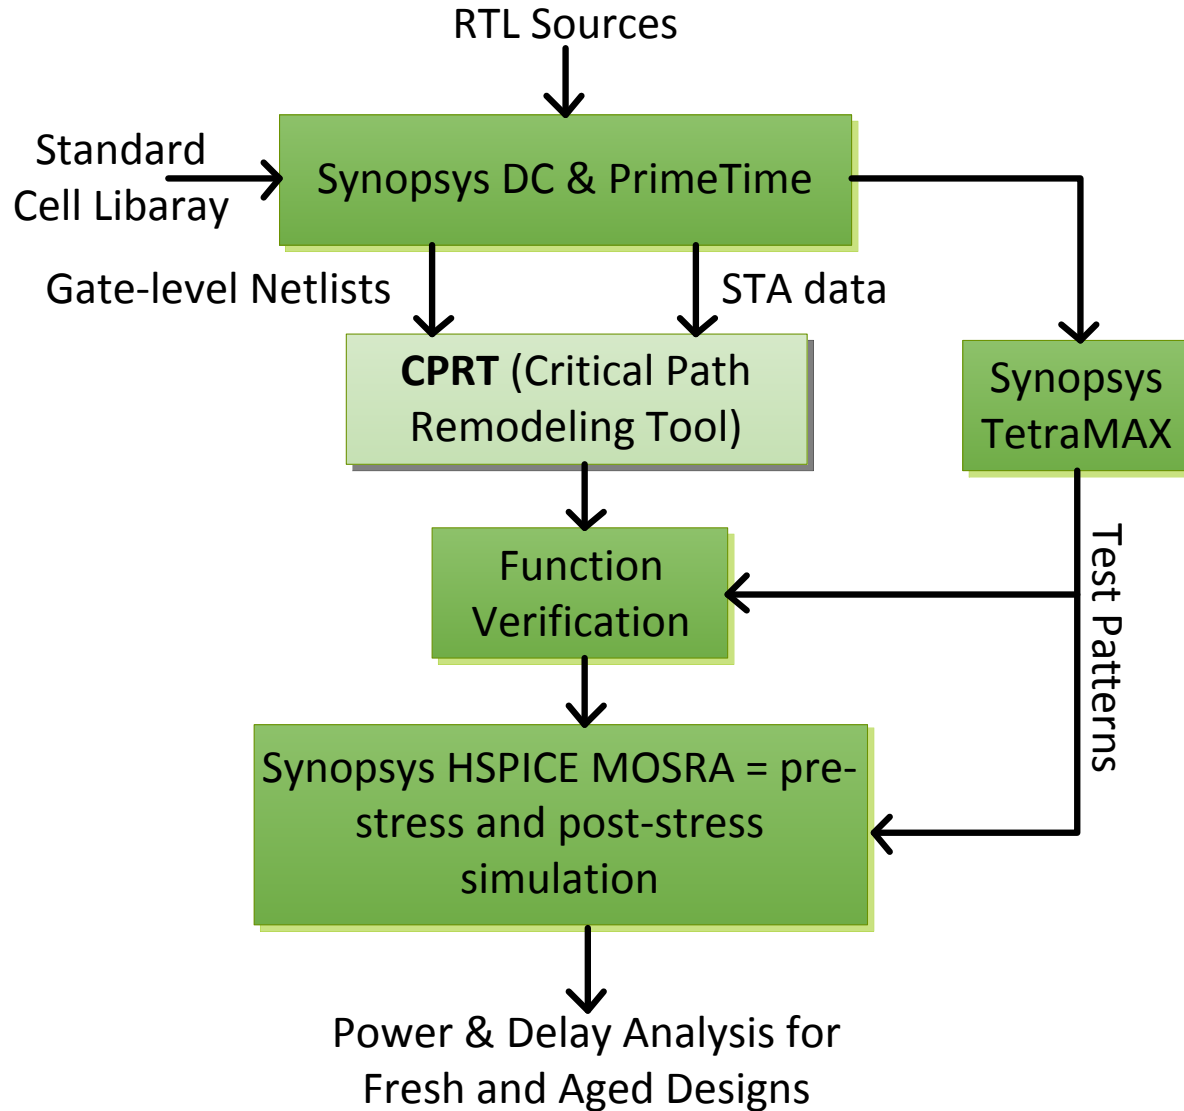 RTL Sources
Standard
Cell Libaray
Synopsys DC & PrimeTime
Gate-level Netlists
STA data
CPRT (Critical Path
Remodeling Tool)
Synopsys
TetraMAX
Function
Verification
Test Patterns
Synopsys HSPICE MOSRA = pre-
stress and post-stress
simulation
Power & Delay Analysis for
Fresh and Aged Designs